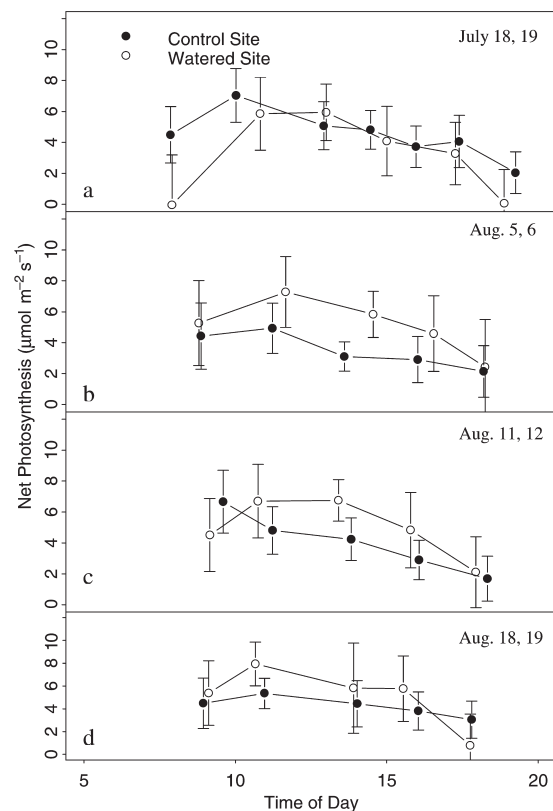 Control Site
Watered Site
July 18, 19
12
10
8
6
4
2
0
a
Aug. 5, 6
10
8
6
4
2
0
b
Aug. 11, 12
10
8
6
4
2
0
c
Aug. 18, 19
10
8
6
4
2
0
d
Net Photosynthesis (μmol m⁻² s⁻¹)
5 10 15 20
Time of Day